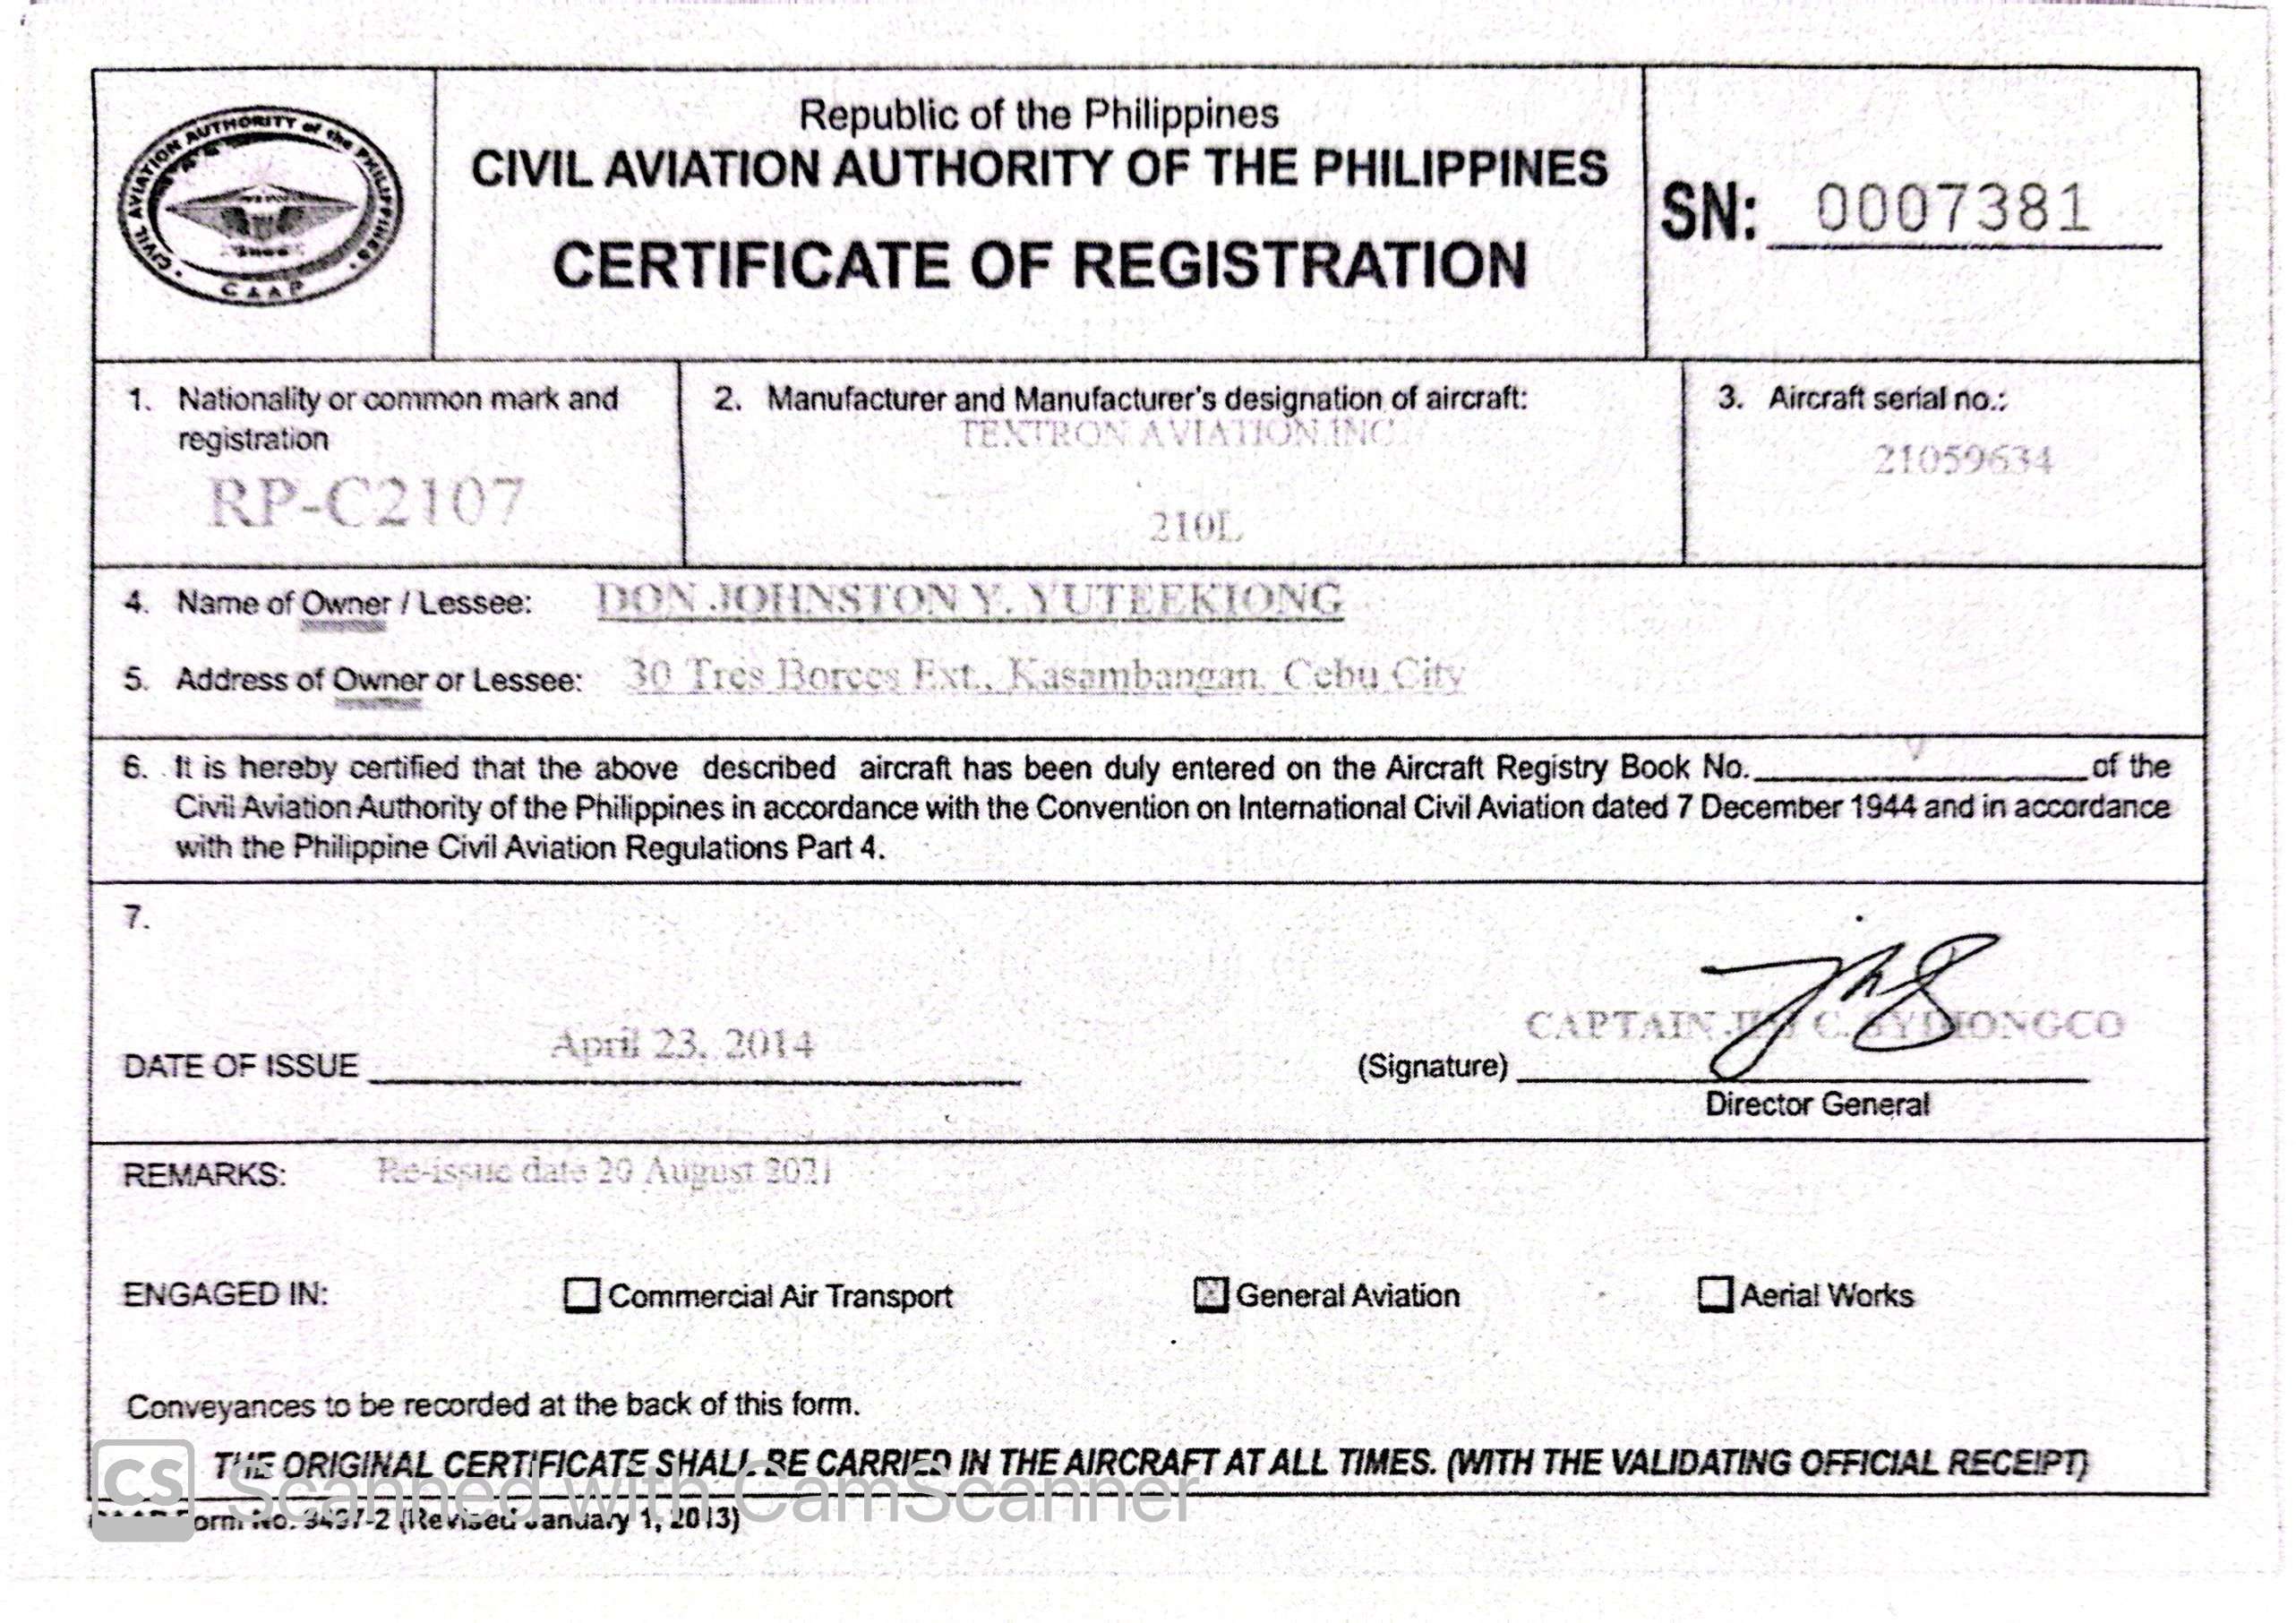 CIVIL AVIATION AUTHORITY of the PHILIPPINES
CAAP
Republic of the Philippines
CIVIL AVIATION AUTHORITY OF THE PHILIPPINES
CERTIFICATE OF REGISTRATION
SN: 0007381
1. Nationality or common mark and
registration
RP-C2107
2. Manufacturer and Manufacturer's designation of aircraft:
TEXTRON AVIATION INC.
210L
3. Aircraft serial no.:
21059634
4. Name of Owner / Lessee: DON JOHNSTON Y. YUTEEKIONG
5. Address of Owner or Lessee: 30 Tres Borces Ext., Kasambangan, Cebu City
6. It is hereby certified that the above described aircraft has been duly entered on the Aircraft Registry Book No. V of the
Civil Aviation Authority of the Philippines in accordance with the Convention on International Civil Aviation dated 7 December 1944 and in accordance
with the Philippine Civil Aviation Regulations Part 4.
7.
DATE OF ISSUE April 23, 2014
CAPTAIN C. SYDIONGCO
(Signature)
Director General
REMARKS: Re-issue date 20 August 2021
ENGAGED IN: Commercial Air Transport General Aviation Aerial Works
Conveyances to be recorded at the back of this form.
THE ORIGINAL CERTIFICATE SHALL BE CARRIED IN THE AIRCRAFT AT ALL TIMES. (WITH THE VALIDATING OFFICIAL RECEIPT)
CS Scanned with CamScanner
Form No. (Revised January 1, 2013)